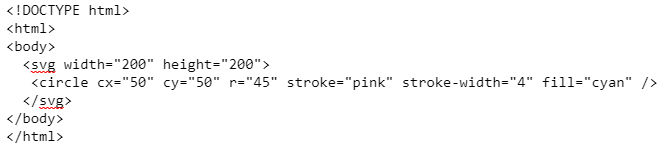 <!DOCTYPE html>
<html>
<body>
  <svg width="200" height="200">
   <circle cx="50" cy="50" r="45" stroke="pink" stroke-width="4" fill="cyan" />
  </svg>
</body>
</html>